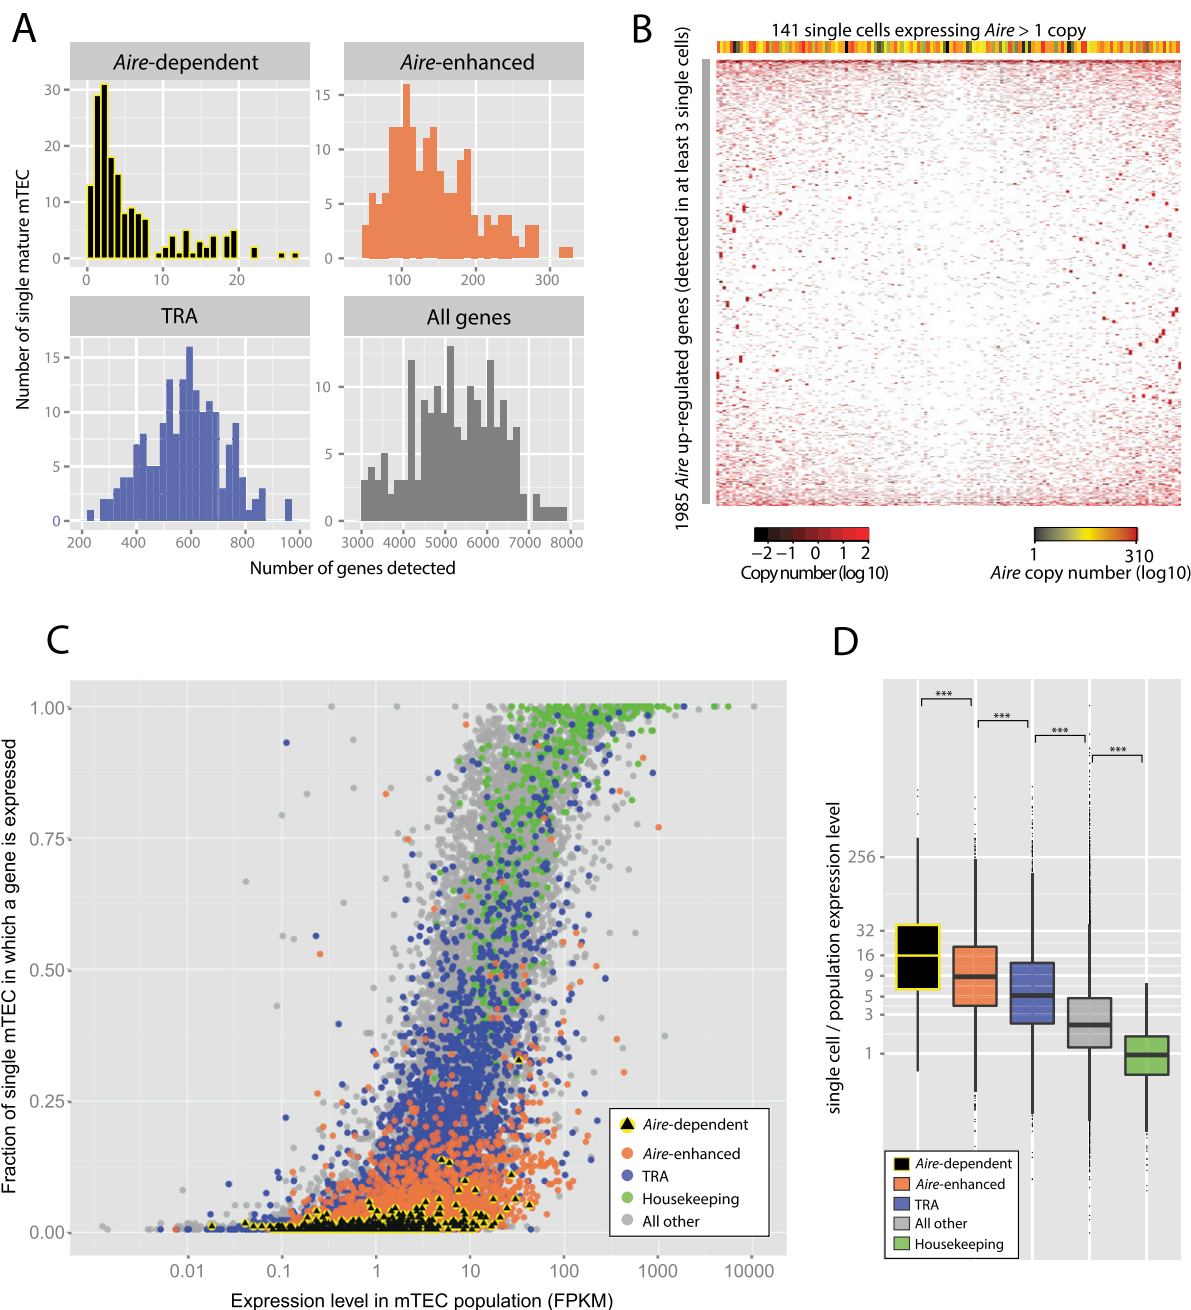 A
Aire-dependent
Aire-enhanced
30
20
10
0
0
10
20
15
10
5
0
100
200
300
TRA
All genes
15
10
5
0
200
400
600
800
1000
10
5
0
3000
4000
5000
6000
7000
8000
Number of single mature mTEC
Number of genes detected
B
141 single cells expressing Aire > 1 copy
1985 Aire up-regulated genes (detected in at least 3 single cells)
−2 −1 0 1 2
Copy number (log 10)
1 310
Aire copy number (log10)
C
Fraction of single mTEC in which a gene is expressed
1.00
0.75
0.50
0.25
0.00
0.01
0.1
1
10
100
1000
10000
Expression level in mTEC population (FPKM)
Aire-dependent
Aire-enhanced
TRA
Housekeeping
All other
D
***
***
***
***
single cell / population expression level
256
32
16
9
5
3
1
Aire-dependent
Aire-enhanced
TRA
All other
Housekeeping